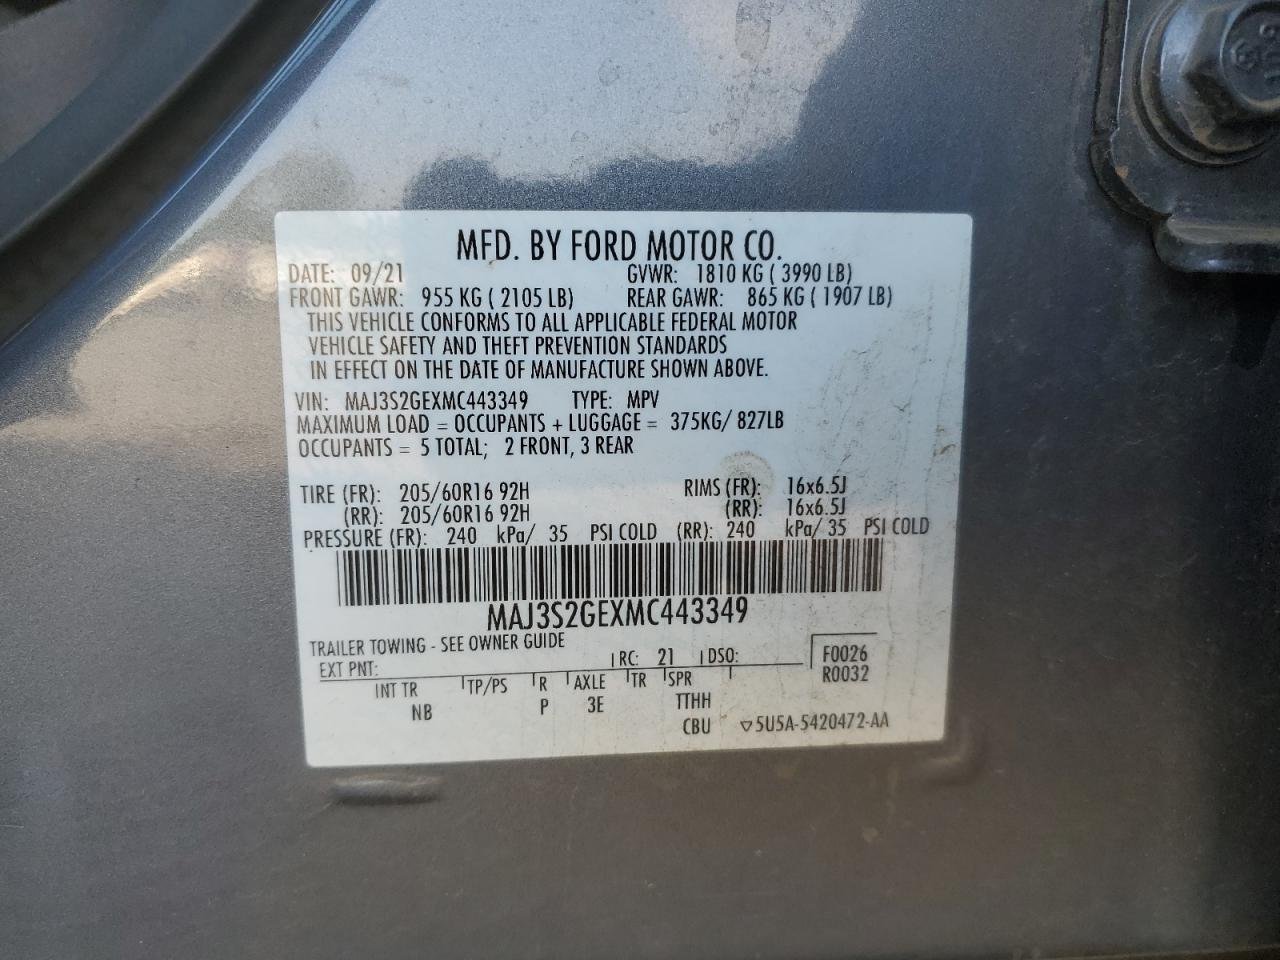 MFD. BY FORD MOTOR CO.
DATE: 09/21 GVWR: 1810 KG ( 3990 LB)
FRONT GAWR: 955 KG ( 2105 LB) REAR GAWR: 865 KG ( 1907 LB)
THIS VEHICLE CONFORMS TO ALL APPLICABLE FEDERAL MOTOR
VEHICLE SAFETY AND THEFT PREVENTION STANDARDS
IN EFFECT ON THE DATE OF MANUFACTURE SHOWN ABOVE.
VIN: MAJ3S2GEXMC443349 TYPE: MPV
MAXIMUM LOAD = OCCUPANTS + LUGGAGE = 375KG/ 827LB
OCCUPANTS = 5 TOTAL; 2 FRONT, 3 REAR
TIRE (FR): 205/60R16 92H RIMS (FR): 16x6.5J
(RR): 205/60R16 92H (RR): 16x6.5J
PRESSURE (FR): 240 kPa/ 35 PSI COLD (RR): 240 kPa/ 35 PSI COLD
MAJ3S2GEXMC443349
TRAILER TOWING - SEE OWNER GUIDE
EXT PNT: RC: 21 DSO: F0026
R0032
INT TR TP/PS R AXLE TR SPR
NB P 3E TTHH
CBU 5U5A-5420472-AA